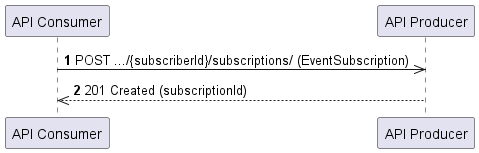 API Consumer API Producer
1 POST .../{subscriberId}/subscriptions/ (EventSubscription)
2 201 Created (subscriptionId)
API Consumer API Producer